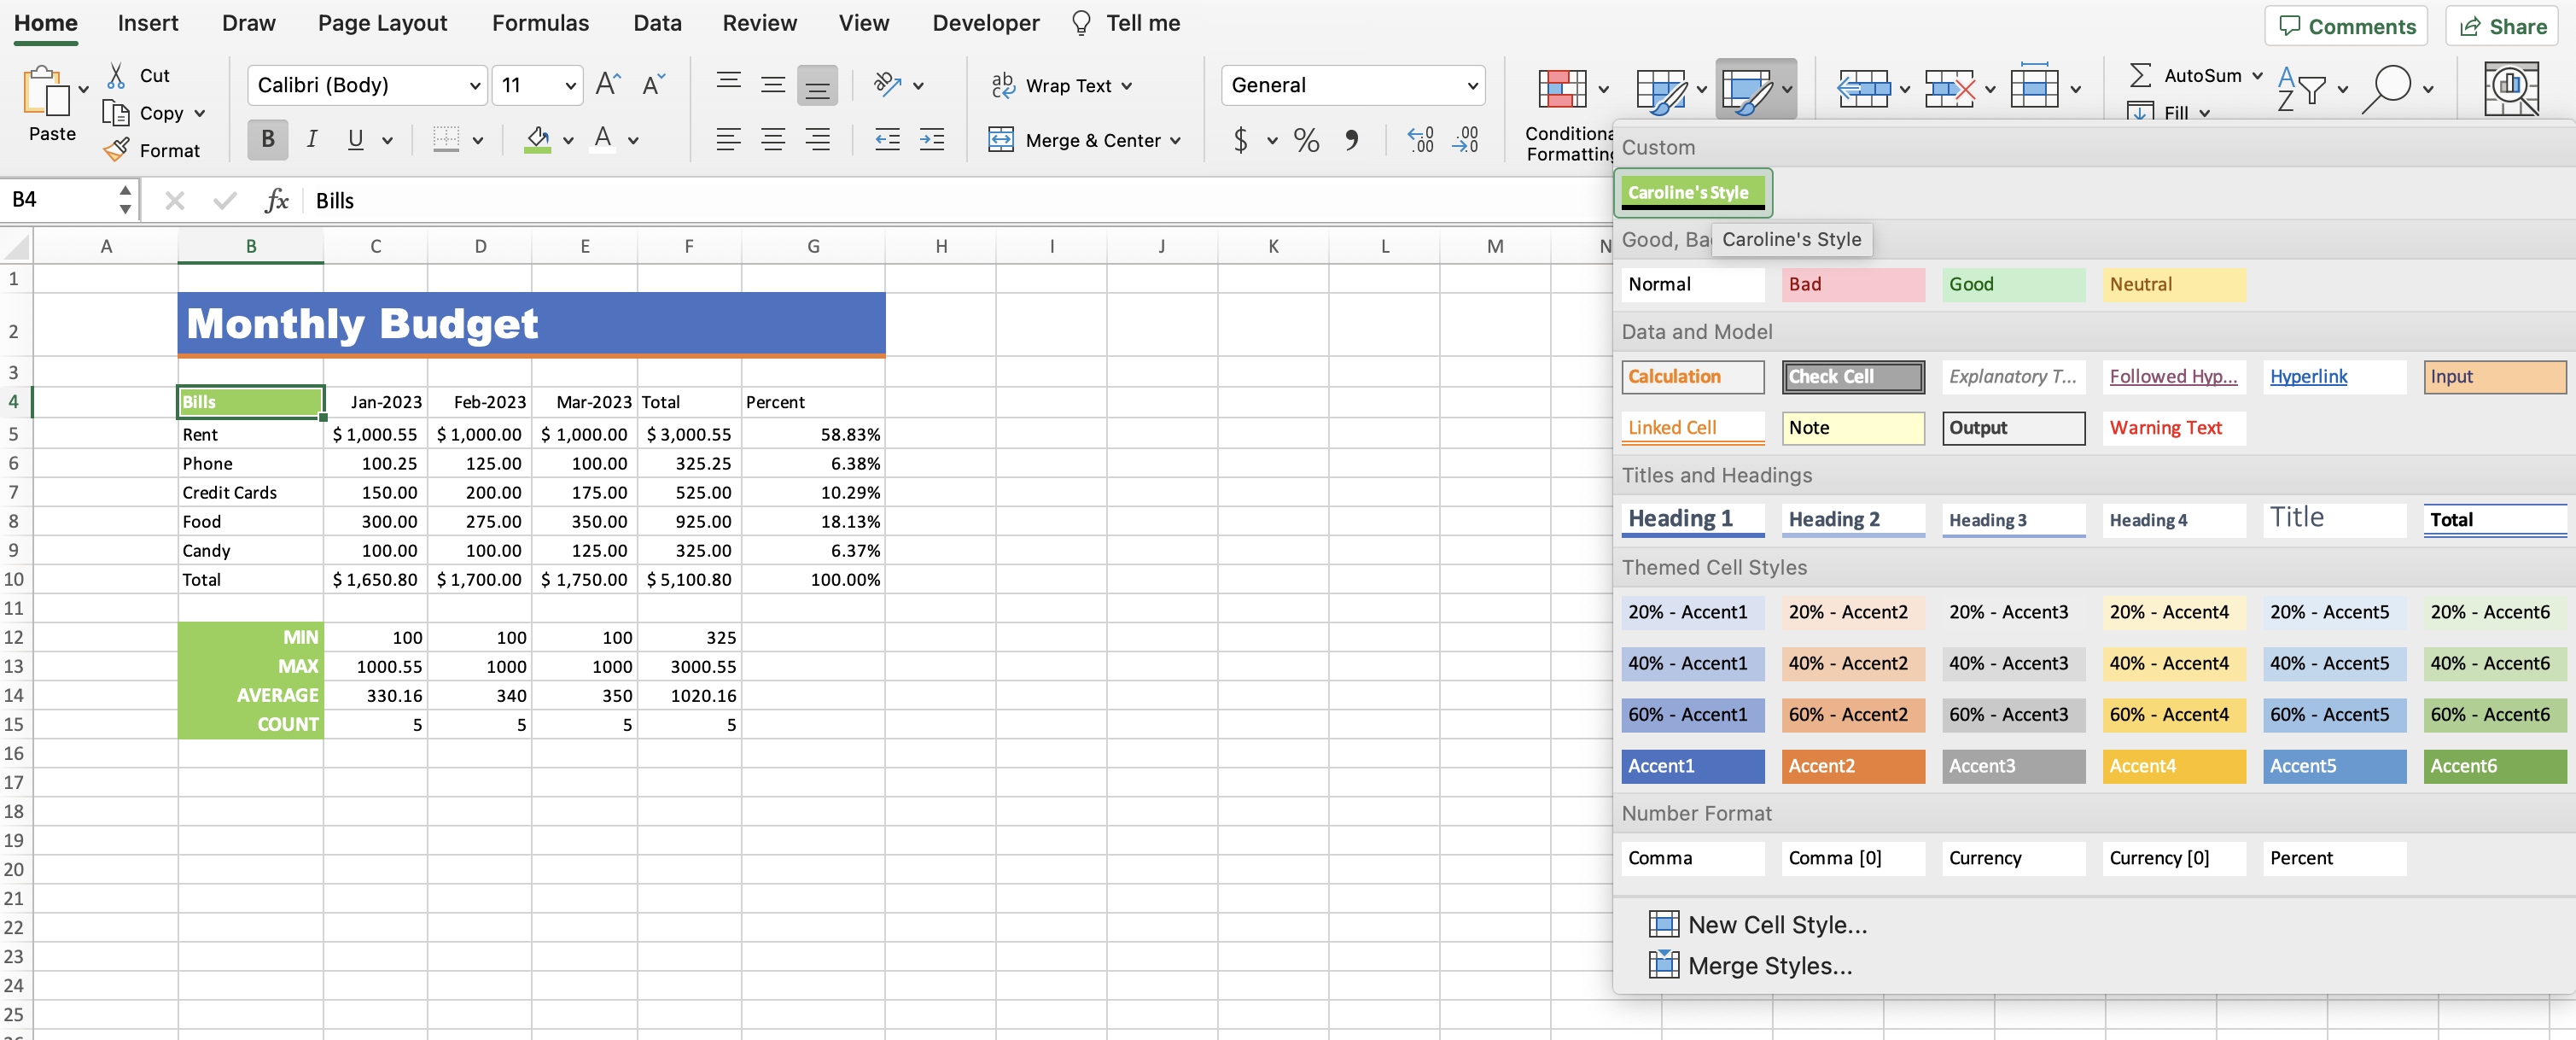 Home Insert Draw Page Layout Formulas Data Review View Developer Tell me Comments Share
Paste
Cut
Copy
Format
Calibri (Body) 11
B I U
Wrap Text
Merge & Center
General
$ % ,
Conditional
Formatting
AutoSum
Fill
B4 fx Bills
A B C D E F G H I J K L M N
1
2 Monthly Budget
3
4 Bills Jan-2023 Feb-2023 Mar-2023 Total Percent
5 Rent $ 1,000.55 $ 1,000.00 $ 1,000.00 $ 3,000.55 58.83%
6 Phone 100.25 125.00 100.00 325.25 6.38%
7 Credit Cards 150.00 200.00 175.00 525.00 10.29%
8 Food 300.00 275.00 350.00 925.00 18.13%
9 Candy 100.00 100.00 125.00 325.00 6.37%
10 Total $ 1,650.80 $ 1,700.00 $ 1,750.00 $ 5,100.80 100.00%
11
12 MIN 100 100 100 325
13 MAX 1000.55 1000 1000 3000.55
14 AVERAGE 330.16 340 350 1020.16
15 COUNT 5 5 5 5
16
17
18
19
20
21
22
23
24
25
Custom
Caroline's Style
Good, Ba
Caroline's Style
Normal Bad Good Neutral
Data and Model
Calculation Check Cell Explanatory T... Followed Hyp... Hyperlink Input
Linked Cell Note Output Warning Text
Titles and Headings
Heading 1 Heading 2 Heading 3 Heading 4 Title Total
Themed Cell Styles
20% - Accent1 20% - Accent2 20% - Accent3 20% - Accent4 20% - Accent5 20% - Accent6
40% - Accent1 40% - Accent2 40% - Accent3 40% - Accent4 40% - Accent5 40% - Accent6
60% - Accent1 60% - Accent2 60% - Accent3 60% - Accent4 60% - Accent5 60% - Accent6
Accent1 Accent2 Accent3 Accent4 Accent5 Accent6
Number Format
Comma Comma [0] Currency Currency [0] Percent
New Cell Style...
Merge Styles...